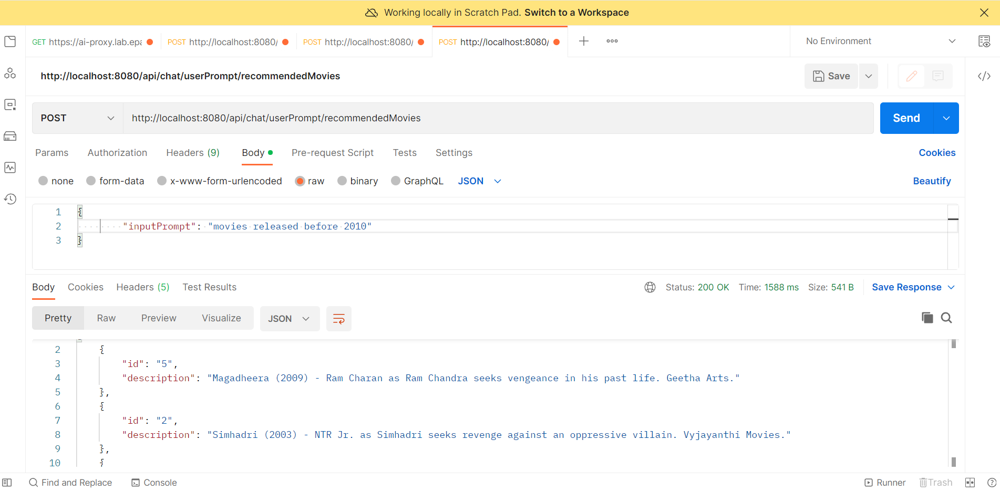 Working locally in Scratch Pad. Switch to a Workspace
GET https://ai-proxy.lab.epa
POST http://localhost:8080/
POST http://localhost:8080/
POST http://localhost:8080/
No Environment
http://localhost:8080/api/chat/userPrompt/recommendedMovies
Save
POST
http://localhost:8080/api/chat/userPrompt/recommendedMovies
Send
Params Authorization Headers (9) Body Pre-request Script Tests Settings Cookies
none form-data x-www-form-urlencoded raw binary GraphQL JSON Beautify
1 {
2 "inputPrompt": "movies released before 2010"
3 }
Body Cookies Headers (5) Test Results Status: 200 OK Time: 1588 ms Size: 541 B Save Response
Pretty Raw Preview Visualize JSON
2 {
3 "id": "5",
4 "description": "Magadheera (2009) - Ram Charan as Ram Chandra seeks vengeance in his past life. Geetha Arts."
5 },
6 {
7 "id": "2",
8 "description": "Simhadri (2003) - NTR Jr. as Simhadri seeks revenge against an oppressive villain. Vyjayanthi Movies."
9 },
10 {
Find and Replace Console Runner Trash